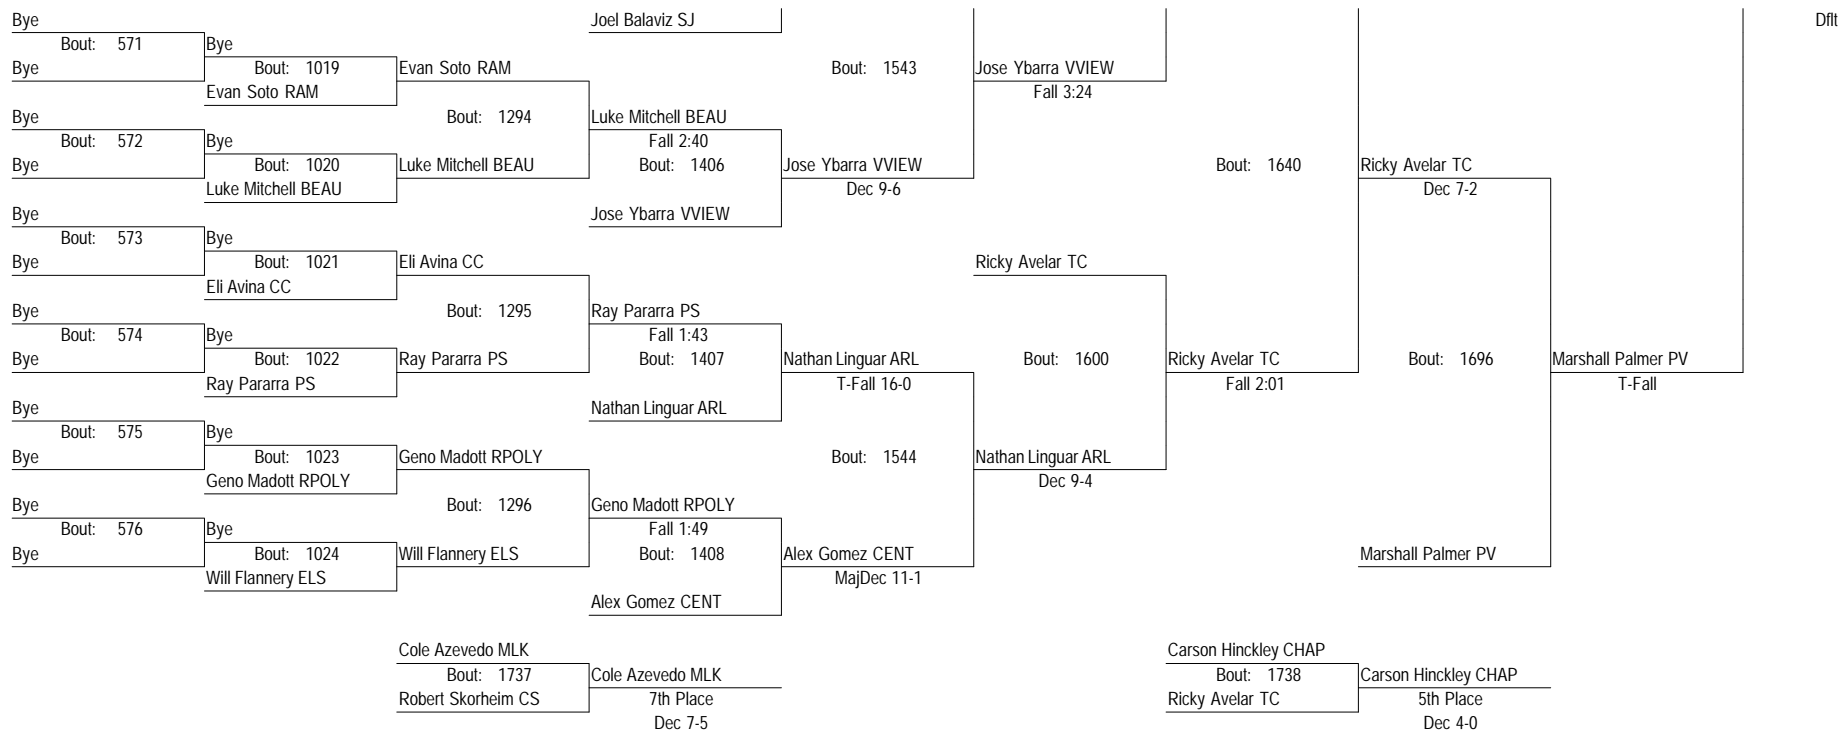 Bye Joel Balaviz SJ Dflt
Bout: 571 Bye
Bye Bout: 1019 Evan Soto RAM Bout: 1543 Jose Ybarra VVIEW
Evan Soto RAM Fall 3:24
Bye Bout: 1294 Luke Mitchell BEAU
Bout: 572 Bye Fall 2:40
Bye Bout: 1020 Luke Mitchell BEAU Bout: 1406 Jose Ybarra VVIEW Bout: 1640 Ricky Avelar TC
Luke Mitchell BEAU Dec 9-6 Dec 7-2
Bye Jose Ybarra VVIEW
Bout: 573 Bye
Bye Bout: 1021 Eli Avina CC Ricky Avelar TC
Eli Avina CC
Bye Bout: 1295 Ray Pararra PS
Bout: 574 Bye Fall 1:43
Bye Bout: 1022 Ray Pararra PS Bout: 1407 Nathan Linguar ARL Bout: 1600 Ricky Avelar TC Bout: 1696 Marshall Palmer PV
Ray Pararra PS T-Fall 16-0 Fall 2:01 T-Fall
Bye Nathan Linguar ARL
Bout: 575 Bye
Bye Bout: 1023 Geno Madott RPOLY Bout: 1544 Nathan Linguar ARL
Geno Madott RPOLY Dec 9-4
Bye Bout: 1296 Geno Madott RPOLY
Bout: 576 Bye Fall 1:49
Bye Bout: 1024 Will Flannery ELS Bout: 1408 Alex Gomez CENT Marshall Palmer PV
Will Flannery ELS MajDec 11-1
Alex Gomez CENT
Cole Azevedo MLK Carson Hinckley CHAP
Bout: 1737 Cole Azevedo MLK Bout: 1738 Carson Hinckley CHAP
Robert Skorheim CS 7th Place Ricky Avelar TC 5th Place
Dec 7-5 Dec 4-0